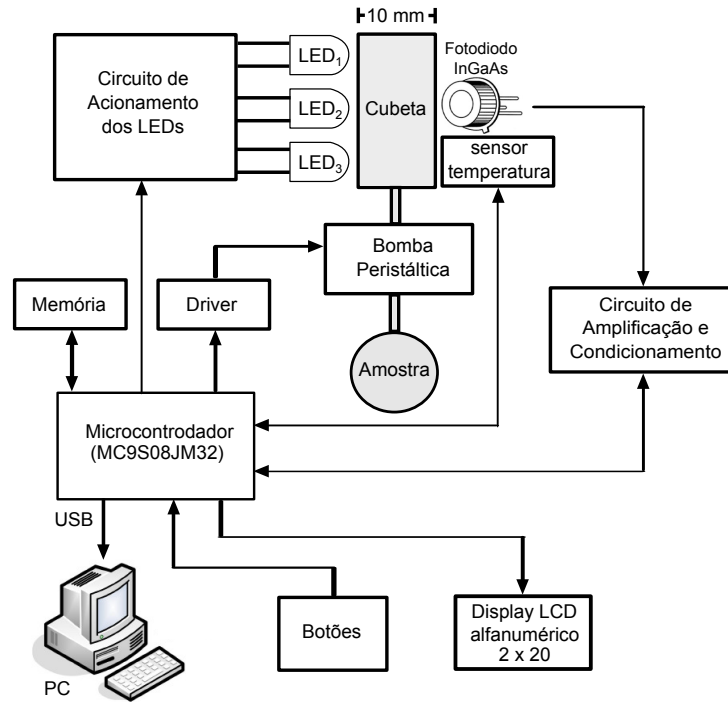 10 mm
Circuito de
Acionamento
dos LEDs
LED1
LED2
LED3
Cubeta
Fotodiodo
InGaAs
sensor
temperatura
Bomba
Peristáltica
Memória
Driver
Amostra
Circuito de
Amplificação e
Condicionamento
Microcontrodador
(MC9S08JM32)
USB
PC
Botões
Display LCD
alfanumérico
2 x 20